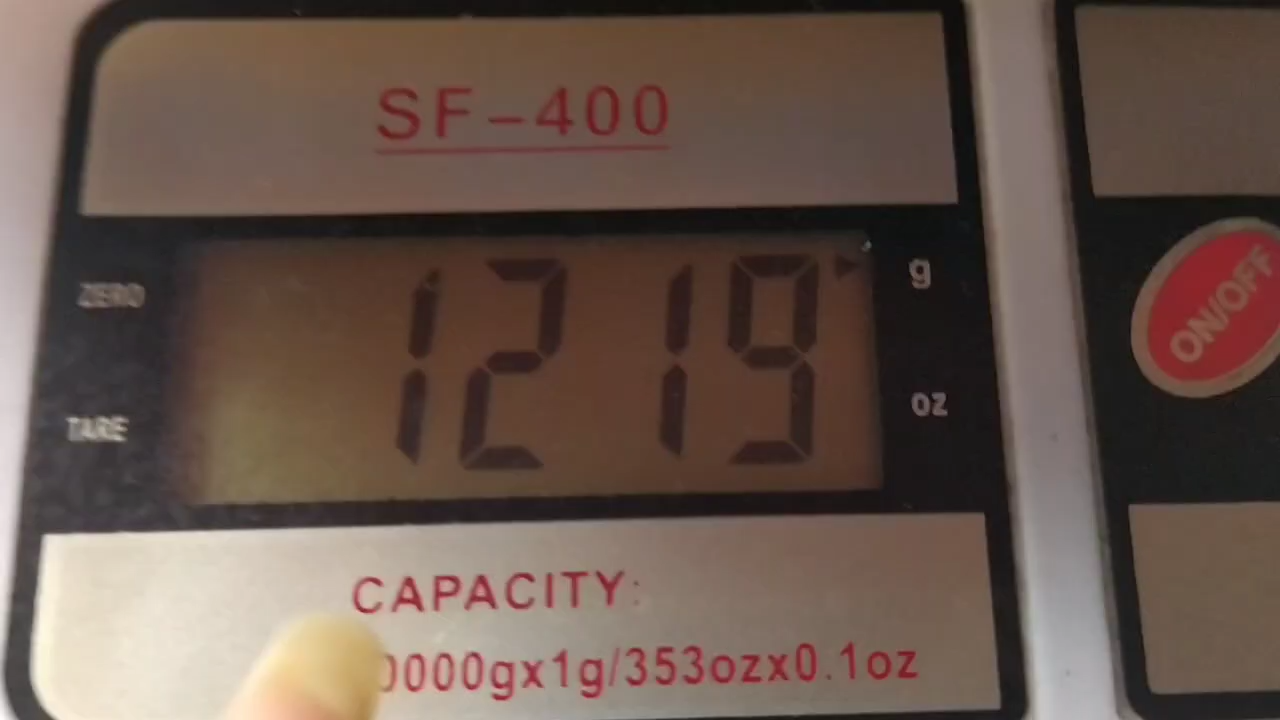 SF-400
ZERO
TARE
1219
g
oz
ON/OFF
CAPACITY:
0000gx1g/353ozx0.1oz